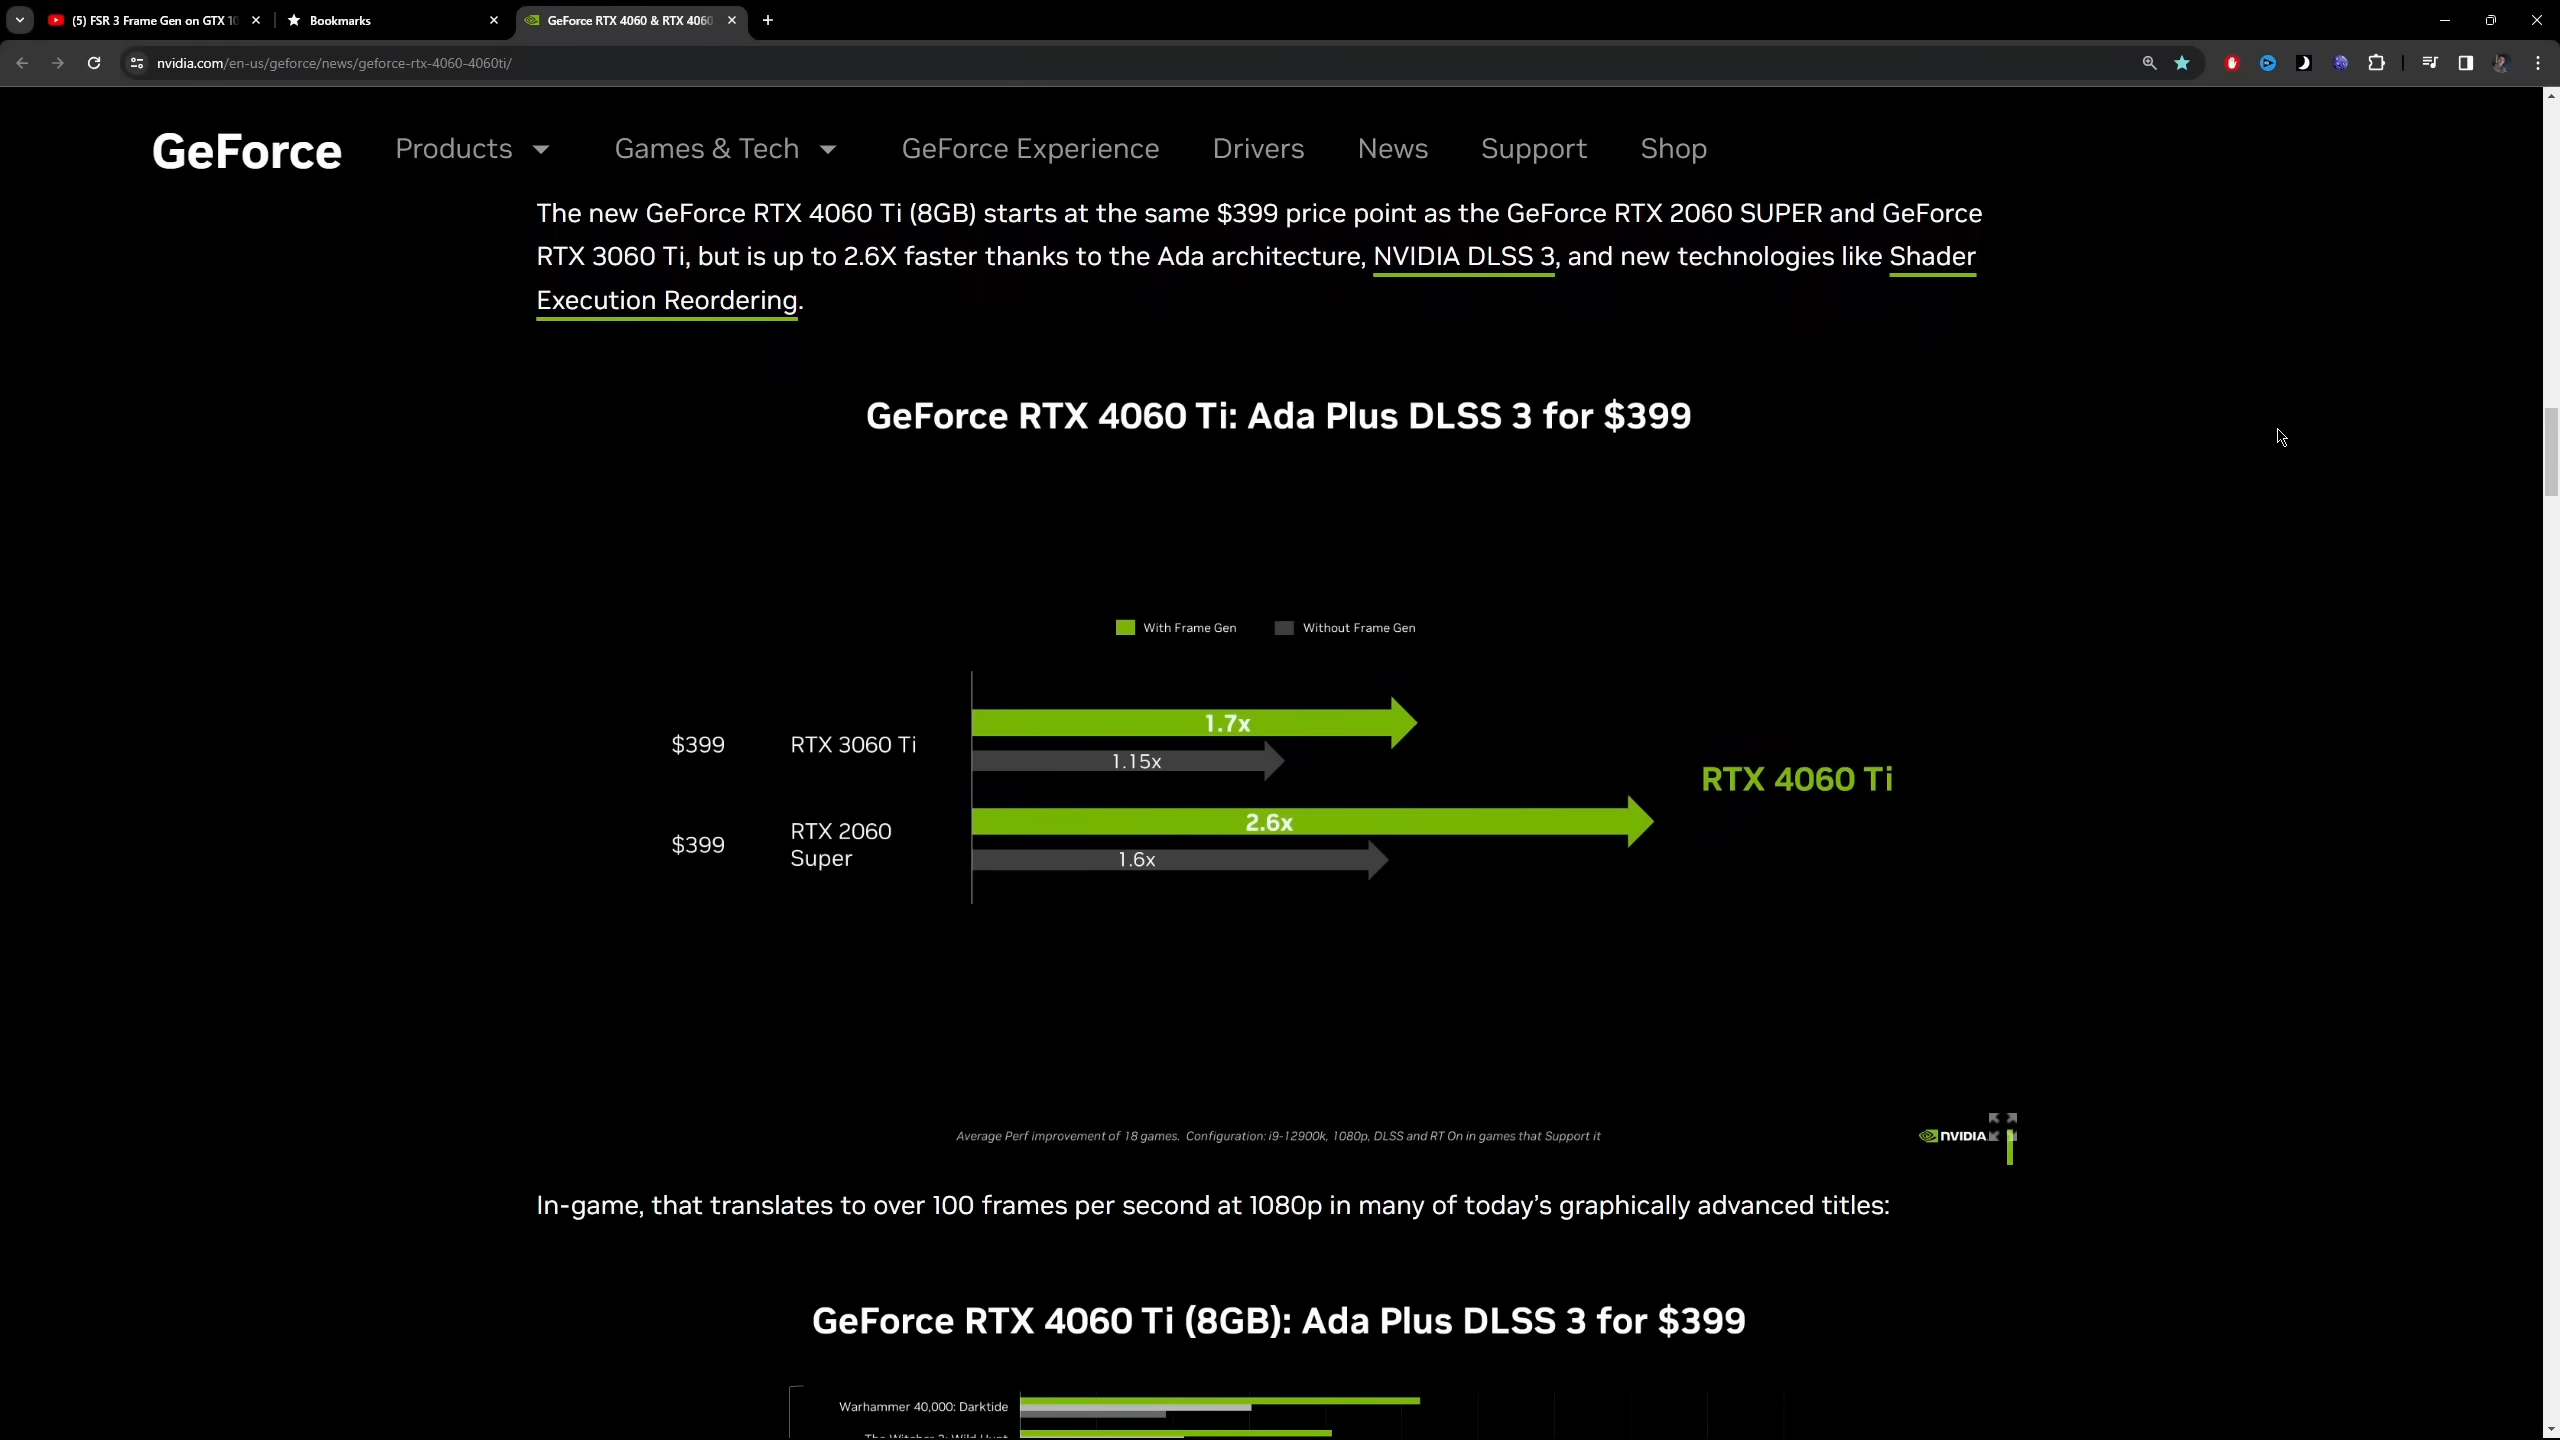 (5) FSR 3 Frame Gen on GTX 10
Bookmarks
GeForce RTX 4060 & RTX 4060
nvidia.com/en-us/geforce/news/geforce-rtx-4060-4060ti/
GeForce
Products
Games & Tech
GeForce Experience
Drivers
News
Support
Shop
The new GeForce RTX 4060 Ti (8GB) starts at the same $399 price point as the GeForce RTX 2060 SUPER and GeForce
RTX 3060 Ti, but is up to 2.6X faster thanks to the Ada architecture, NVIDIA DLSS 3, and new technologies like Shader
Execution Reordering.
GeForce RTX 4060 Ti: Ada Plus DLSS 3 for $399
With Frame Gen
Without Frame Gen
$399
RTX 3060 Ti
1.7x
1.15x
RTX 4060 Ti
$399
RTX 2060
Super
2.6x
1.6x
Average Perf improvement of 18 games. Configuration: i9-12900k, 1080p, DLSS and RT On in games that Support it
NVIDIA
In-game, that translates to over 100 frames per second at 1080p in many of today's graphically advanced titles:
GeForce RTX 4060 Ti (8GB): Ada Plus DLSS 3 for $399
Warhammer 40,000: Darktide
The Witcher 3: Wild Hunt